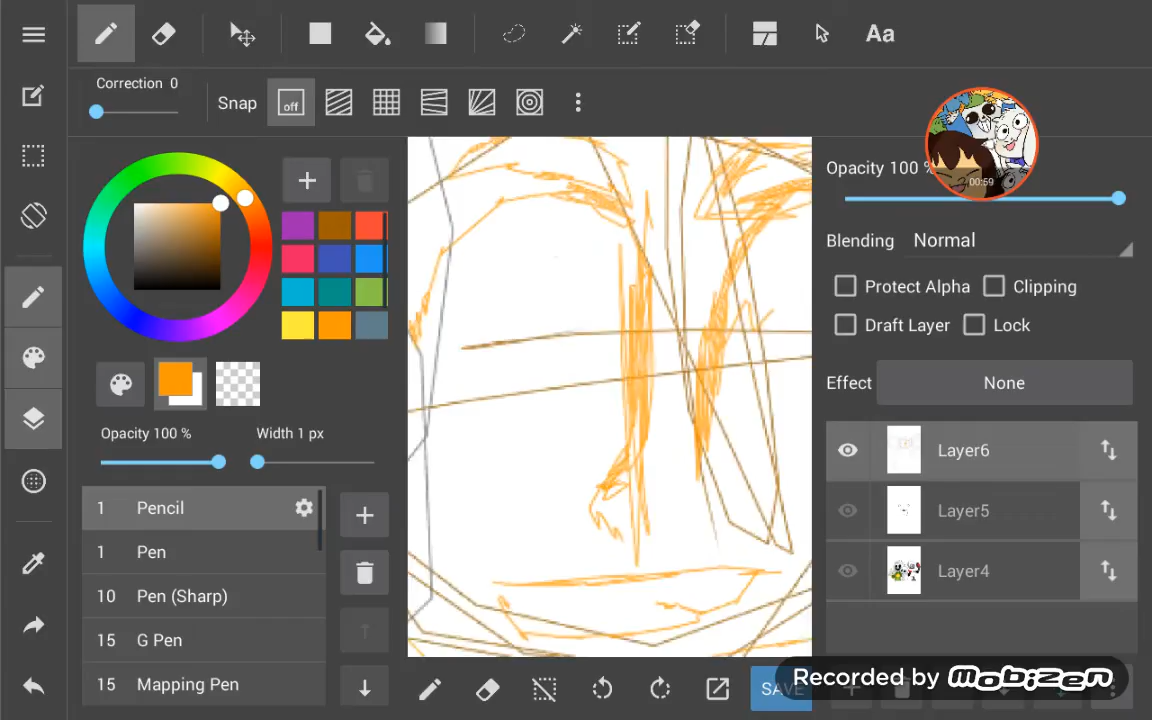 Aa
Correction 0
Snap
off
Opacity 100 %
00:59
Blending Normal
Protect Alpha Clipping
Draft Layer Lock
Effect None
Opacity 100 % Width 1 px
Layer6
Layer5
Layer4
1 Pencil
1 Pen
10 Pen (Sharp)
15 G Pen
15 Mapping Pen
SAVE
Recorded by mobizen